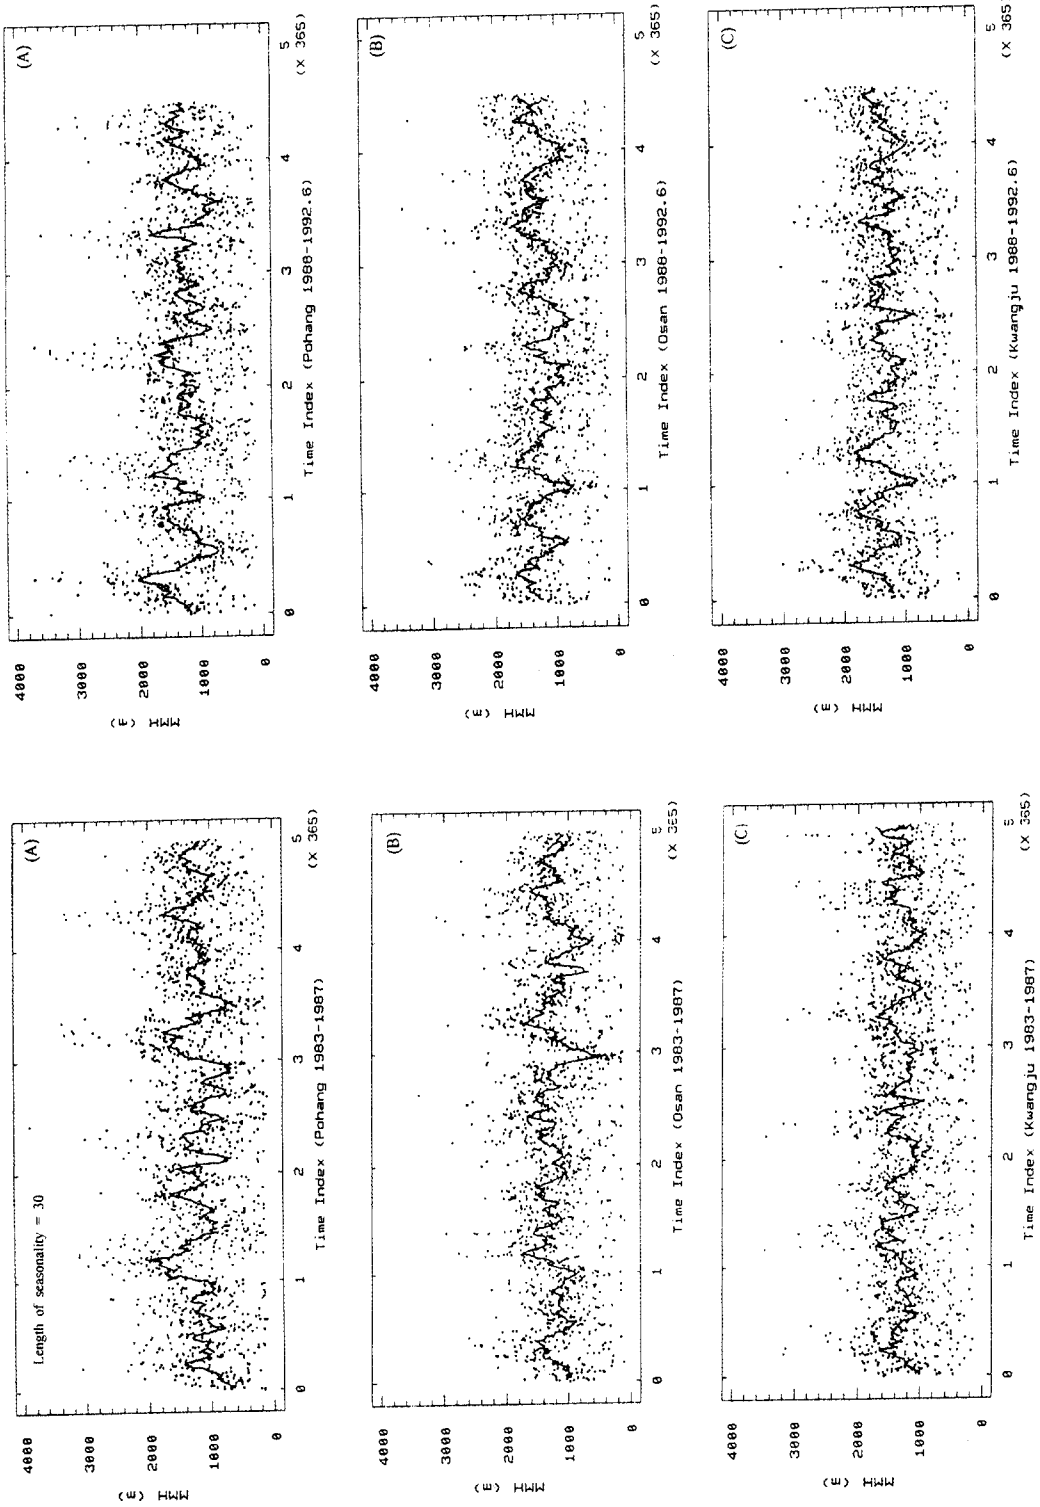 Length of seasonality = 30
(A)
MMH (m)
4000
3000
2000
1000
0
0 1 2 3 4 5
(X 365)
Time Index (Pohang 1983-1987)
(A)
MMH (m)
4000
3000
2000
1000
0
0 1 2 3 4 5
(X 365)
Time Index (Pohang 1988-1992.6)
(B)
MMH (m)
4000
3000
2000
1000
0
0 1 2 3 4 5
(X 365)
Time Index (Osan 1983-1987)
(B)
MMH (m)
4000
3000
2000
1000
0
0 1 2 3 4 5
(X 365)
Time Index (Osan 1988-1992.6)
(C)
MMH (m)
4000
3000
2000
1000
0
0 1 2 3 4 5
(X 365)
Time Index (Kwangju 1983-1987)
(C)
MMH (m)
4000
3000
2000
1000
0
0 1 2 3 4 5
(X 365)
Time Index (Kwangju 1988-1992.6)